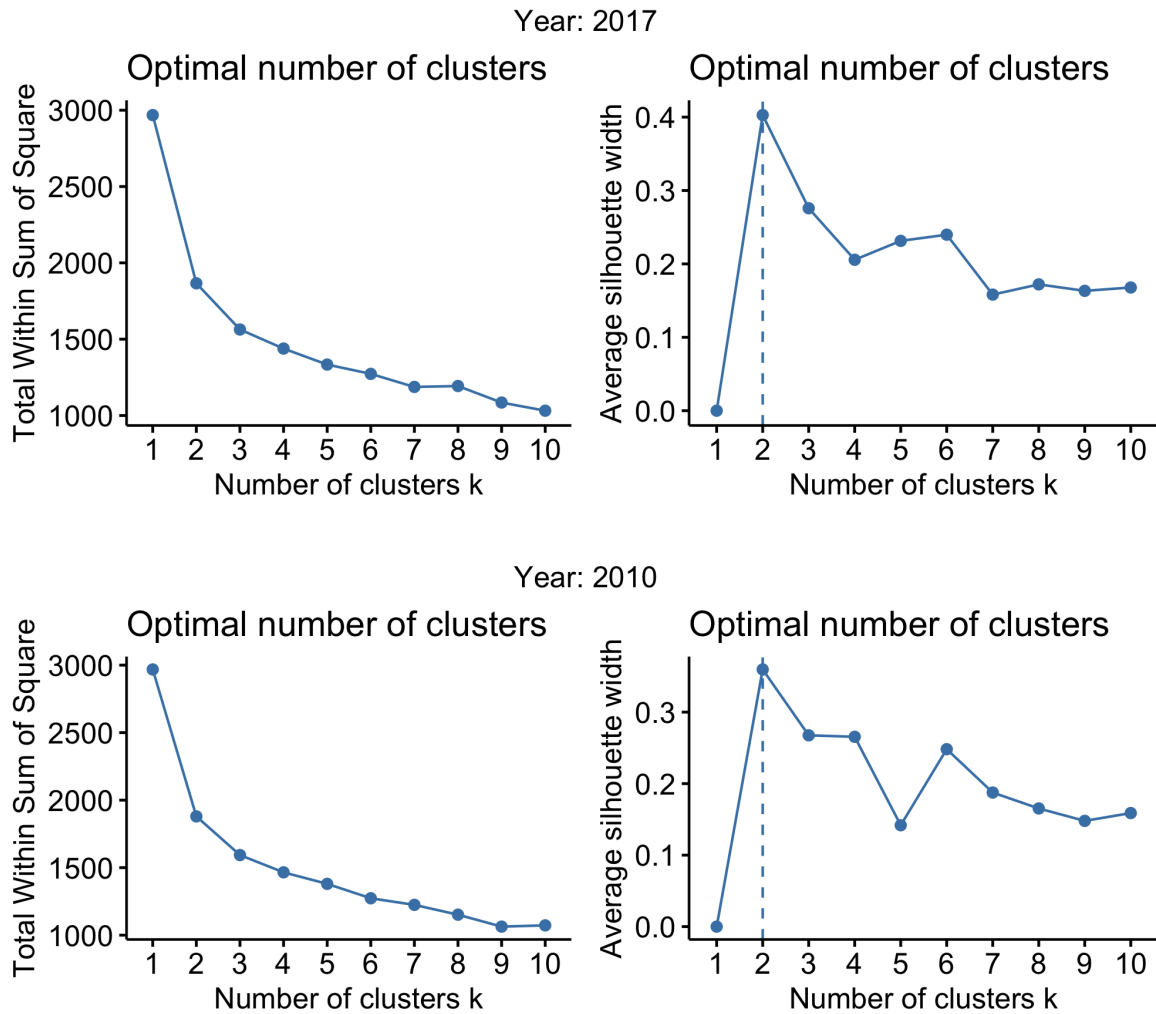 Year: 2017
Optimal number of clusters
Total Within Sum of Square
3000
2500
2000
1500
1000
1 2 3 4 5 6 7 8 9 10
Number of clusters k
Optimal number of clusters
Average silhouette width
0.4
0.3
0.2
0.1
0.0
1 2 3 4 5 6 7 8 9 10
Number of clusters k
Year: 2010
Optimal number of clusters
Total Within Sum of Square
3000
2500
2000
1500
1000
1 2 3 4 5 6 7 8 9 10
Number of clusters k
Optimal number of clusters
Average silhouette width
0.3
0.2
0.1
0.0
1 2 3 4 5 6 7 8 9 10
Number of clusters k